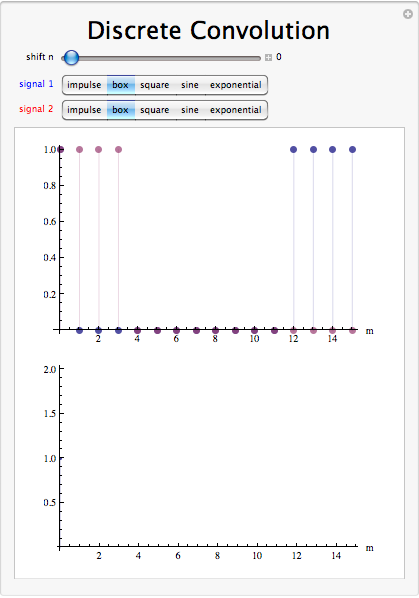 Discrete Convolution
shift n 0
signal 1 impulse box square sine exponential
signal 2 impulse box square sine exponential
1.0
0.8
0.6
0.4
0.2
2 4 6 8 10 12 14 m
2.0
1.5
1.0
0.5
2 4 6 8 10 12 14 m